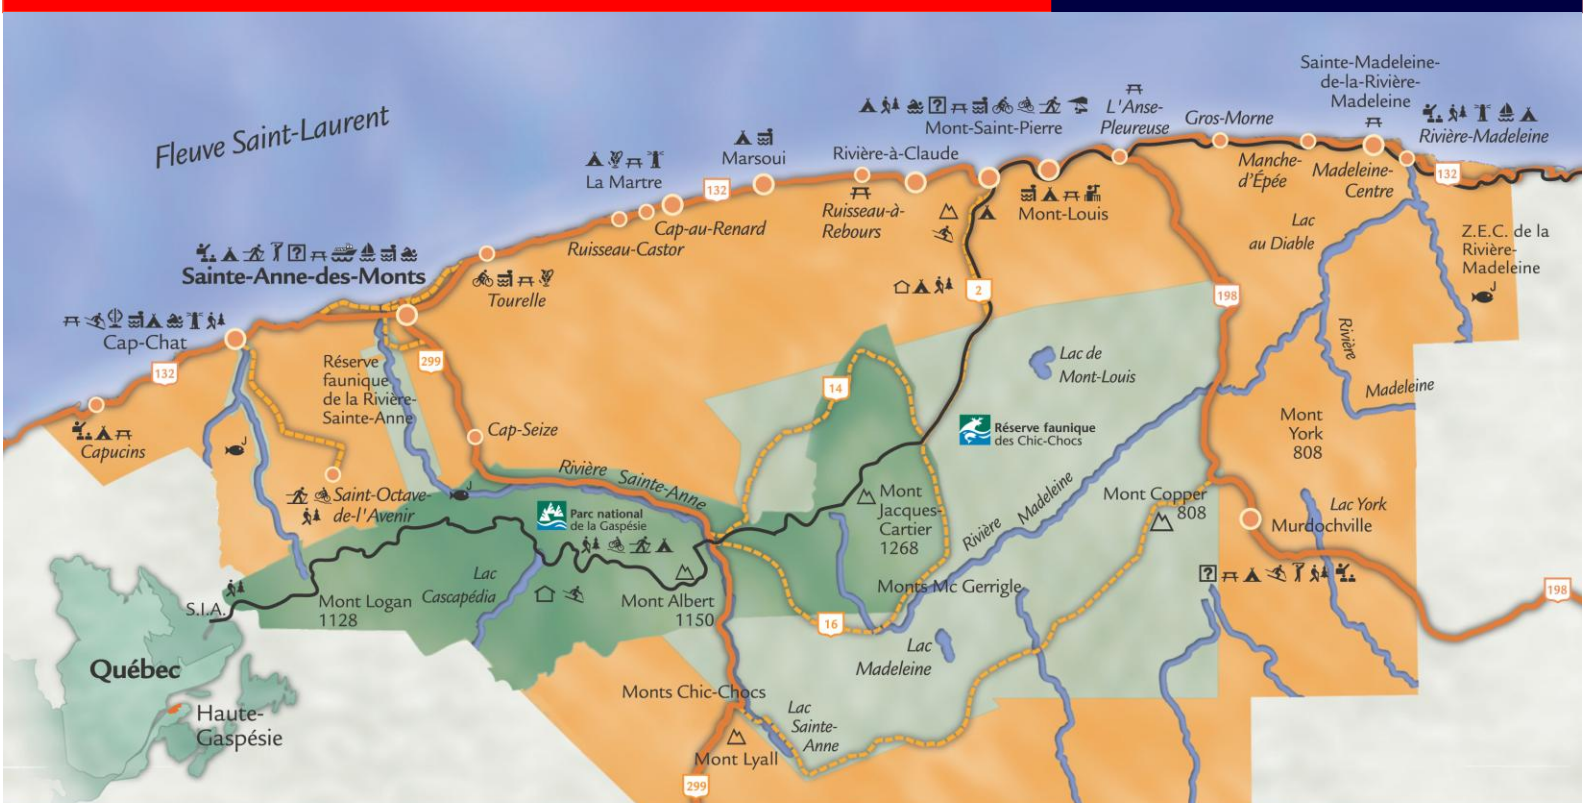 Fleuve Saint-Laurent
Sainte-Madeleine-
de-la-Rivière-
Madeleine
Rivière-Madeleine
L'Anse-
Pleureuse
Gros-Morne
Mont-Saint-Pierre
Rivière-à-Claude
Marsoui
La Martre
132
Cap-au-Renard
Ruisseau-Castor
Ruisseau-à-
Rebours
Mont-Louis
Manche-
d'Épée
Madeleine-
Centre
132
Lac
au Diable
Z.E.C. de la
Rivière-
Madeleine
J
Sainte-Anne-des-Monts
Tourelle
2
198
Cap-Chat
132
Réserve
faunique
de la Rivière-
Sainte-Anne
299
14
Lac de
Mont-Louis
Rivière
Madeleine
Capucins
J
Cap-Seize
Réserve faunique
des Chic-Chocs
Mont
York
808
Saint-Octave-
de-l'Avenir
J
Rivière Sainte-Anne
Parc national
de la Gaspésie
Mont
Jacques-
Cartier
1268
Rivière Madeleine
Mont Copper
808
Lac York
Murdochville
S.I.A.
Mont Logan
1128
Lac
Cascapédia
Mont Albert
1150
Monts Mc Gerrigle
16
198
Lac
Madeleine
Québec
Haute-
Gaspésie
Monts Chic-Chocs
Lac
Sainte-
Anne
Mont Lyall
299